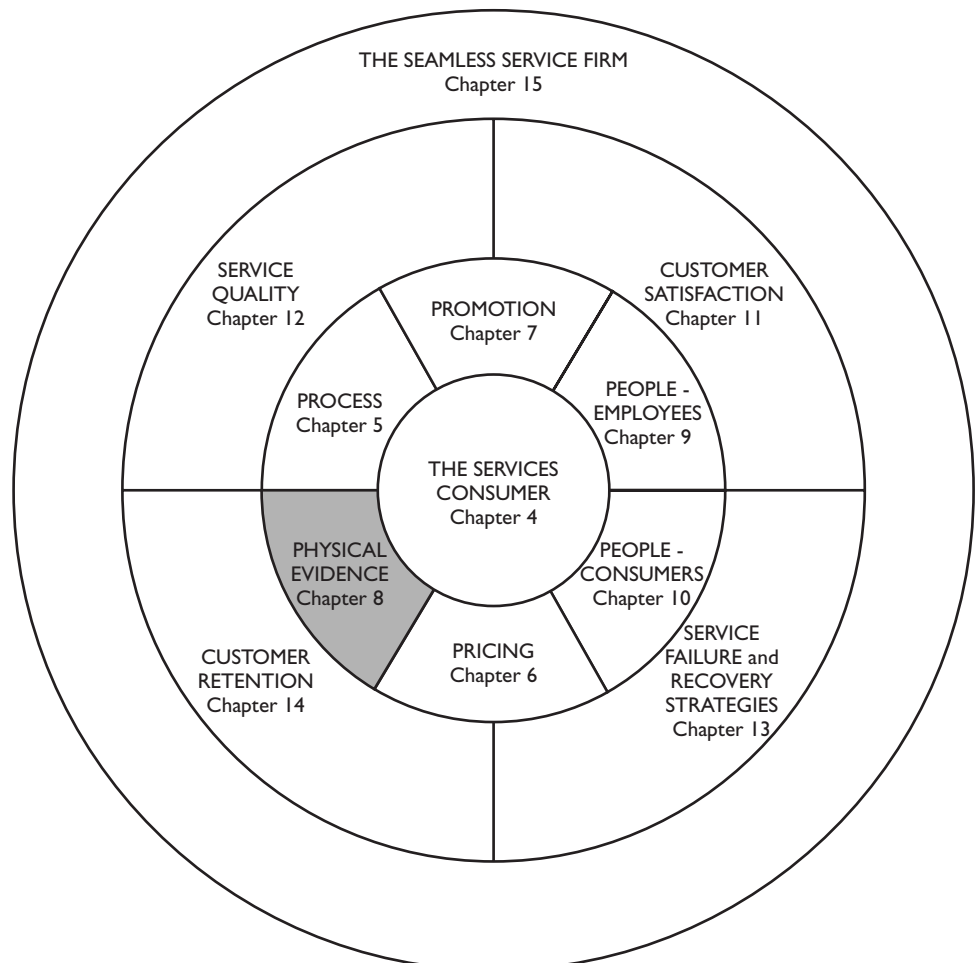 THE SEAMLESS SERVICE FIRM
Chapter 15
SERVICE
QUALITY
Chapter 12
CUSTOMER
SATISFACTION
Chapter 11
PROMOTION
Chapter 7
PROCESS
Chapter 5
PEOPLE -
EMPLOYEES
Chapter 9
THE SERVICES
CONSUMER
Chapter 4
PHYSICAL
EVIDENCE
Chapter 8
PEOPLE -
CONSUMERS
Chapter 10
PRICING
Chapter 6
CUSTOMER
RETENTION
Chapter 14
SERVICE
FAILURE and
RECOVERY
STRATEGIES
Chapter 13